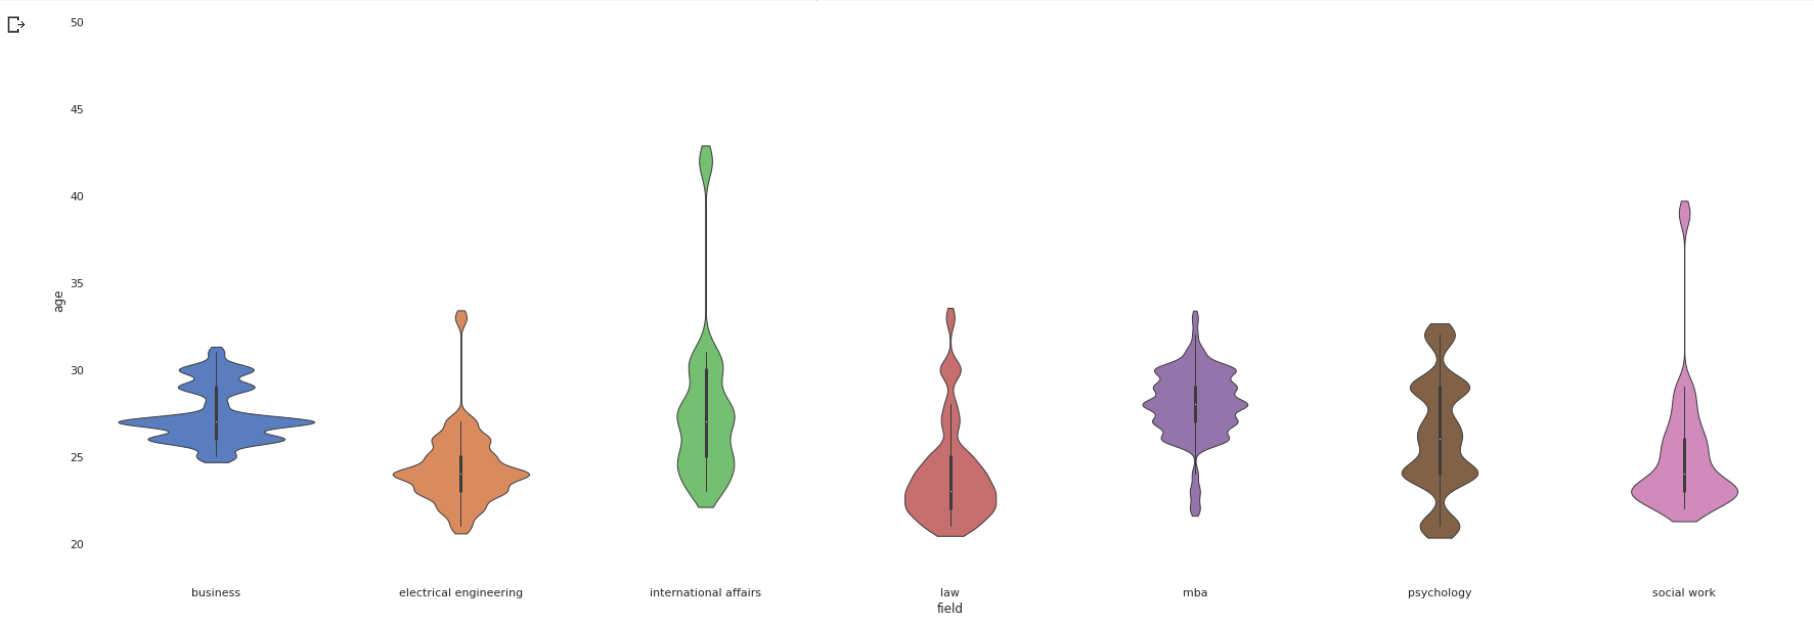 50
45
40
35
age
30
25
20
business electrical engineering international affairs law mba psychology social work
field